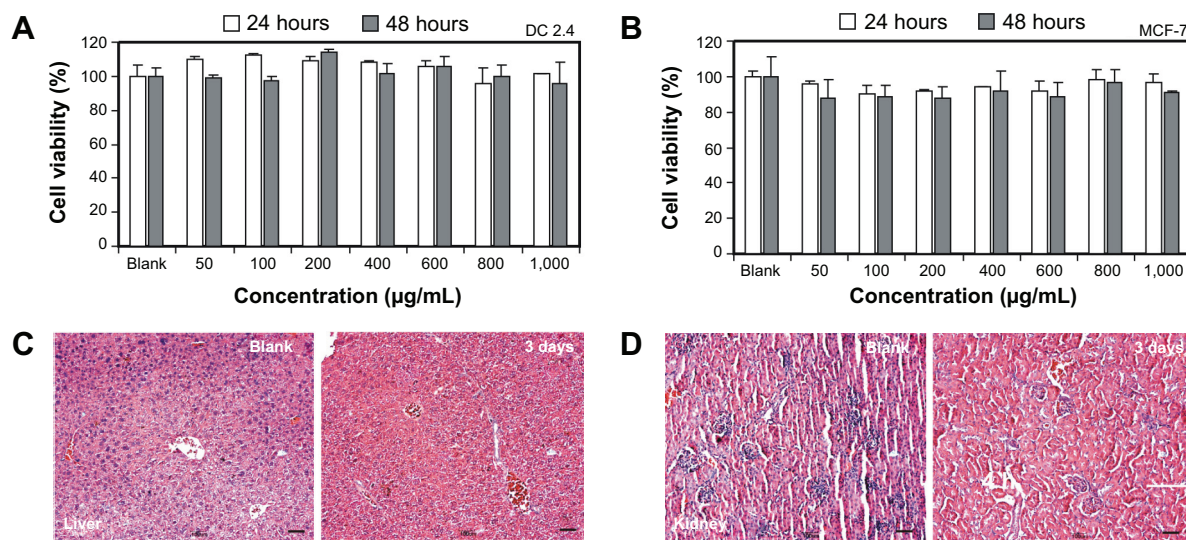 A
24 hours 48 hours
DC 2.4
120
100
80
60
40
20
0
Cell viability (%)
Blank 50 100 200 400 600 800 1,000
Concentration (µg/mL)
B
24 hours 48 hours
MCF-7
120
100
80
60
40
20
0
Cell viability (%)
Blank 50 100 200 400 600 800 1,000
Concentration (µg/mL)
C
Blank
Liver
3 days
D
Blank
Kidney
3 days